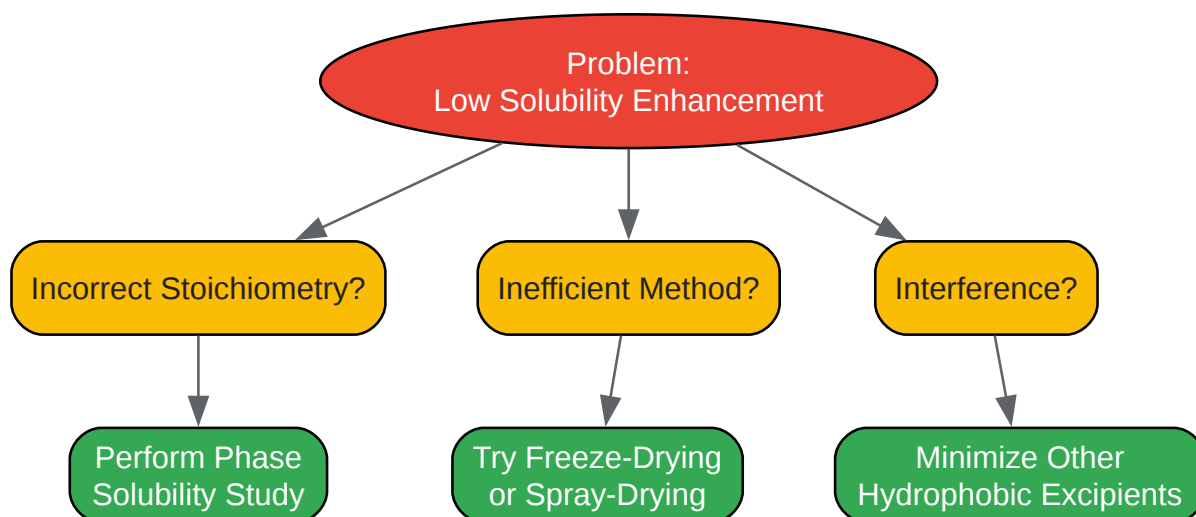 Problem:
Low Solubility Enhancement
Incorrect Stoichiometry?
Inefficient Method?
Interference?
Perform Phase
Solubility Study
Try Freeze-Drying
or Spray-Drying
Minimize Other
Hydrophobic Excipients